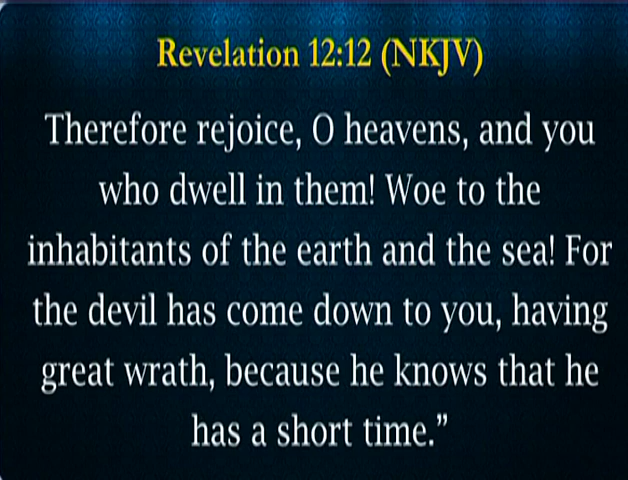 Revelation 12:12 (NKJV)
Therefore rejoice, O heavens, and you
who dwell in them! Woe to the
inhabitants of the earth and the sea! For
the devil has come down to you, having
great wrath, because he knows that he
has a short time.”